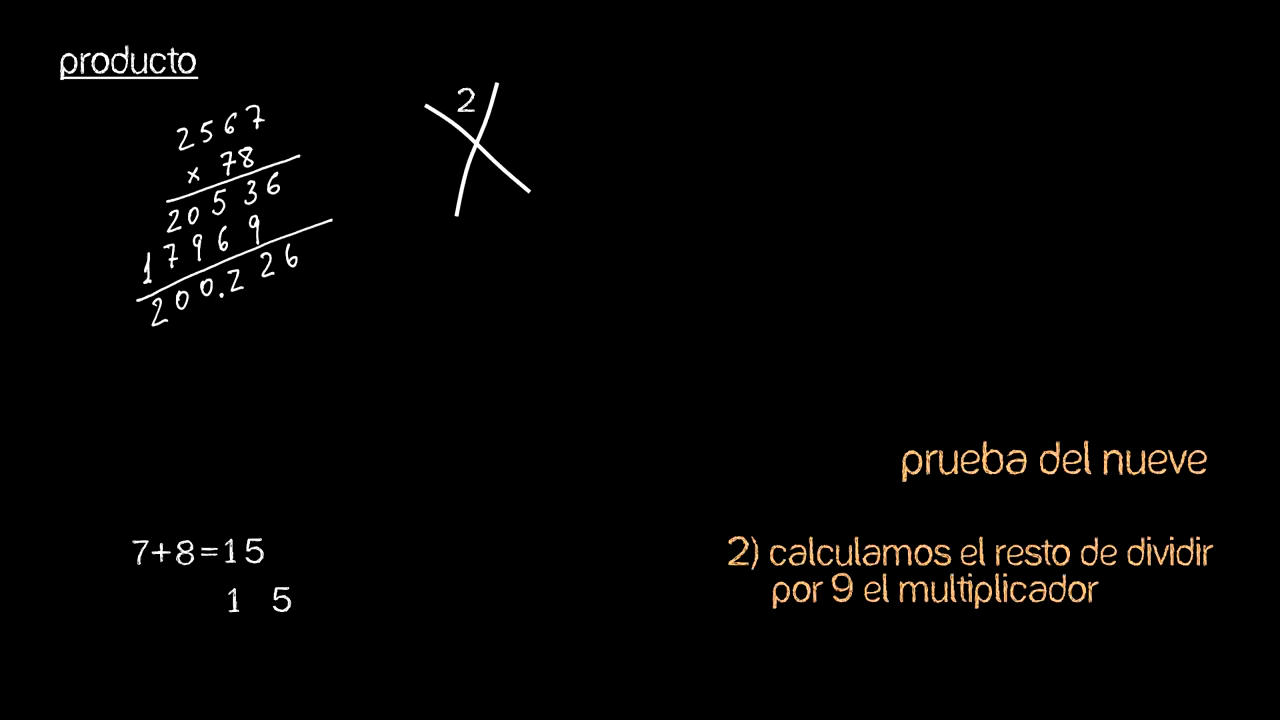 producto
2567
x 78
20536
17969
200.226
2
prueba del nueve
7+8=15
1 5
2) calculamos el resto de dividir
por 9 el multiplicador